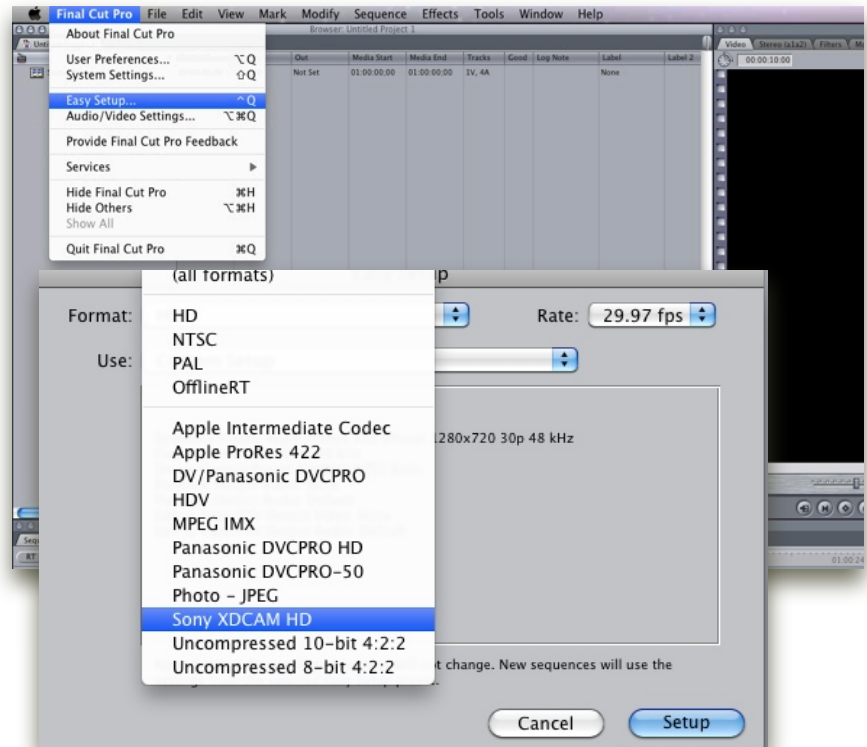 Final Cut Pro File Edit View Mark Modify Sequence Effects Tools Window Help
Browser: Untitled Project 1
About Final Cut Pro
User Preferences... ⌥Q
System Settings... ⇧Q
Easy Setup... ^Q
Audio/Video Settings... ⌥⌘Q
Provide Final Cut Pro Feedback
Services
Hide Final Cut Pro ⌘H
Hide Others ⌥⌘H
Show All
Quit Final Cut Pro ⌘Q
Out Media Start Media End Tracks Good Log Note Label Label 2
Not Set 01:00:00;00 01:00:00;00 1V, 4A None
Video Stereo (a1a2) Filters
00:00:10:00
RT
01:00:24
Format:
Rate: 29.97 fps
Use:
(all formats)
HD
NTSC
PAL
OfflineRT
Apple Intermediate Codec
Apple ProRes 422
DV/Panasonic DVCPRO
HDV
MPEG IMX
Panasonic DVCPRO HD
Panasonic DVCPRO-50
Photo – JPEG
Sony XDCAM HD
Uncompressed 10-bit 4:2:2
Uncompressed 8-bit 4:2:2
1280x720 30p 48 kHz
change. New sequences will use the
Cancel Setup